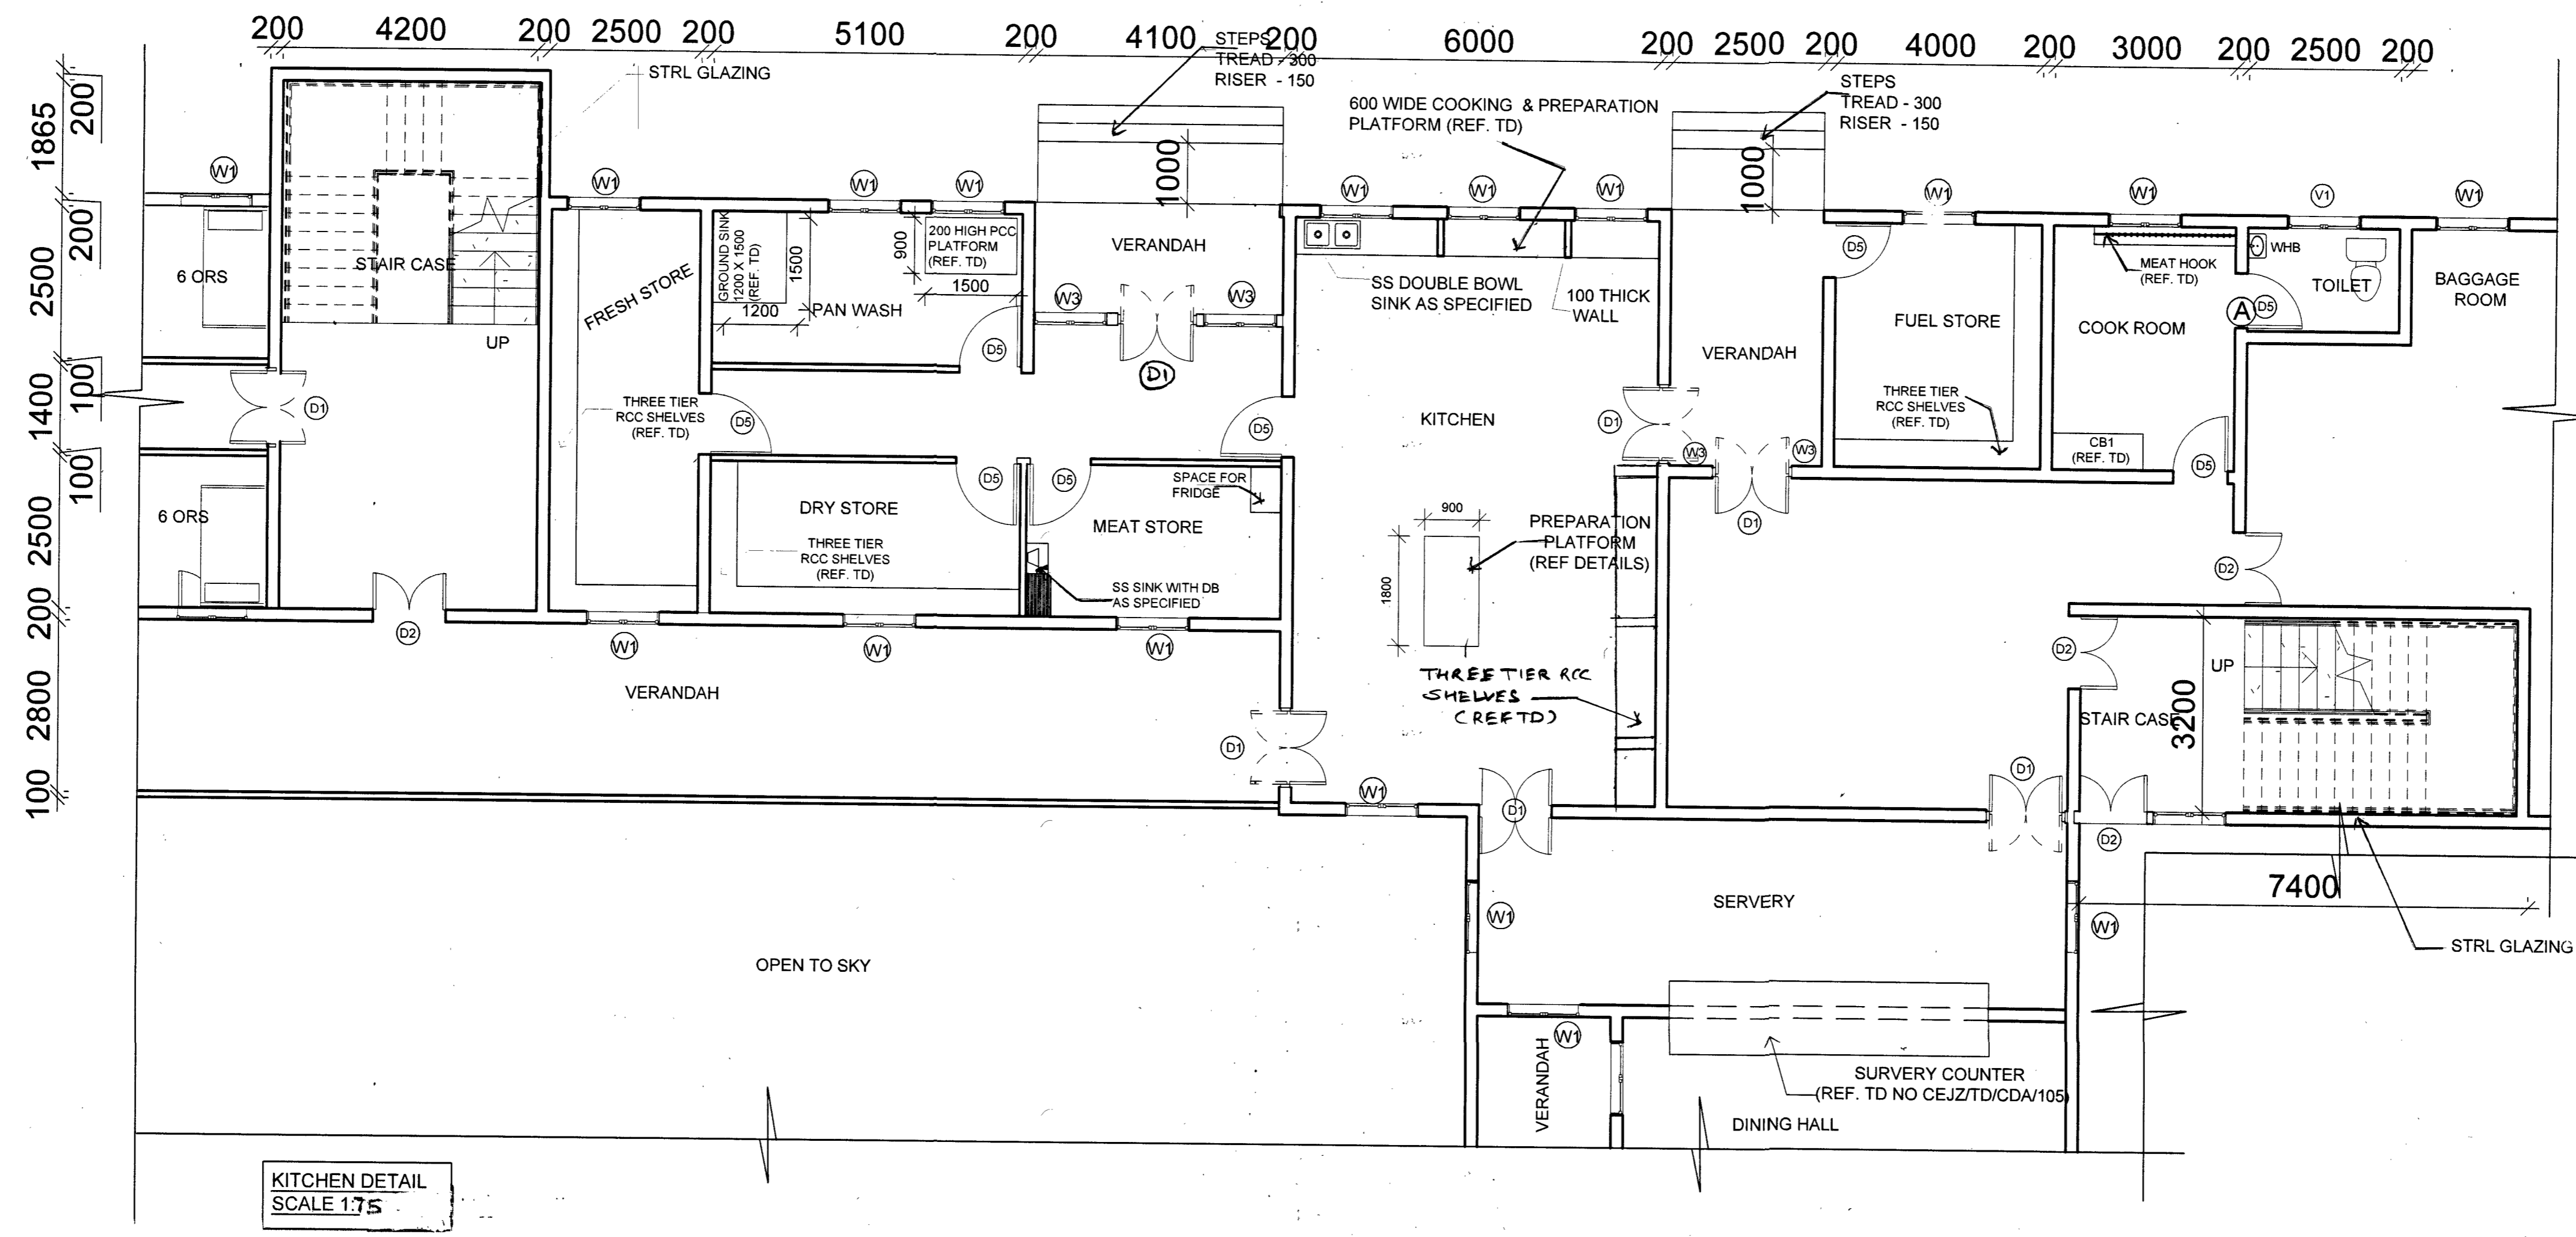 200 4200 200 2500 200 5100 200 4100 200 6000 200 2500 200 4000 200 3000 200 2500 200
STEPS
TREAD - 300
RISER - 150
STRL GLAZING
600 WIDE COOKING & PREPARATION
PLATFORM (REF. TD)
STEPS
TREAD - 300
RISER - 150
1865
200
200
2500
1400
100
100
2500
200
2800
100
1000
1000
W1
W1
W1
W1
W1
W1
W1
W1
W1
V1
W1
6 ORS
STAIR CASE
UP
FRESH STORE
GROUND SINK
1200 X 1500
(REF. TD)
1500
1200
900
200 HIGH PCC
PLATFORM
(REF. TD)
1500
PAN WASH
VERANDAH
W3
W3
D1
D5
SS DOUBLE BOWL
SINK AS SPECIFIED
100 THICK
WALL
VERANDAH
D5
FUEL STORE
MEAT HOOK
(REF. TD)
COOK ROOM
WHB
TOILET
A
D5
BAGGAGE
ROOM
D1
THREE TIER
RCC SHELVES
(REF. TD)
D5
D5
KITCHEN
D1
W3
W3
D1
THREE TIER
RCC SHELVES
(REF. TD)
CB1
(REF. TD)
D5
6 ORS
DRY STORE
THREE TIER
RCC SHELVES
(REF. TD)
D5
D5
MEAT STORE
SPACE FOR
FRIDGE
SS SINK WITH DB
AS SPECIFIED
900
1800
PREPARATION
PLATFORM
(REF DETAILS)
D2
D2
W1
W1
W1
D2
VERANDAH
THREE TIER RCC
SHELVES
(REF TD)
D1
UP
STAIR CASE
3200
D1
D2
W1
D1
7400
W1
SERVERY
W1
STRL GLAZING
OPEN TO SKY
W1
VERANDAH
SURVERY COUNTER
(REF. TD NO CEJZ/TD/CDA/105)
DINING HALL
KITCHEN DETAIL
SCALE 1:75